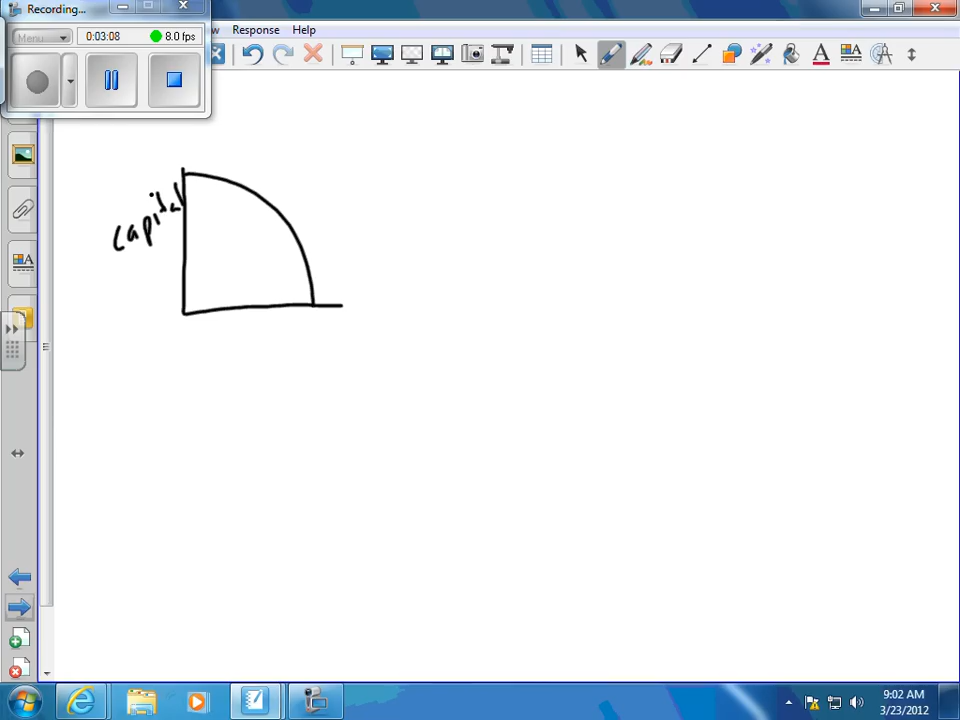 Recording...
Menu
0:03:08
8.0 fps
w Response Help
capital
9:02 AM
3/23/2012